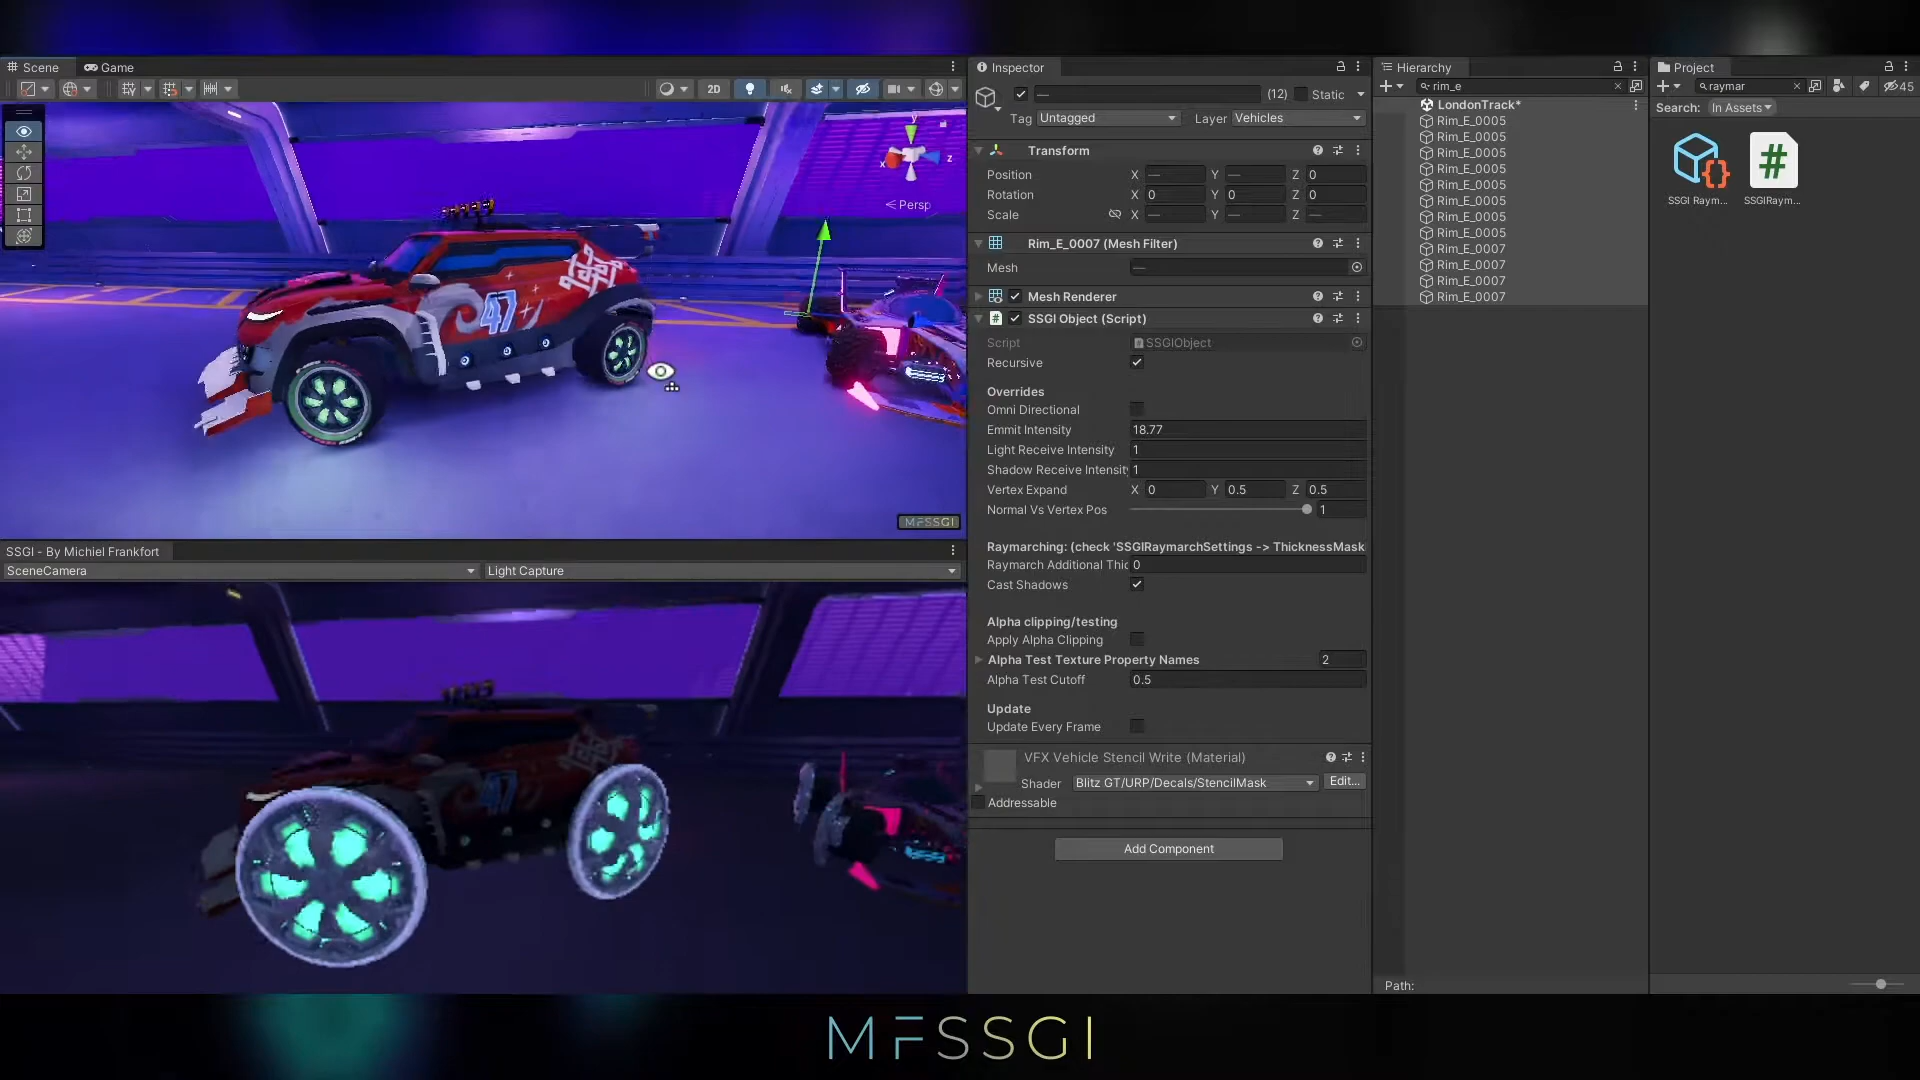 Scene
Game
2D
y
x
z
Persp
47
MFSSGI
SSGI - By Michiel Frankfort
SceneCamera
Light Capture
47
Inspector
—
(12)
Static
Tag
Untagged
Layer
Vehicles
Transform
Position
X —
Y —
Z 0
Rotation
X 0
Y 0
Z 0
Scale
X —
Y —
Z —
Rim_E_0007 (Mesh Filter)
Mesh
—
Mesh Renderer
# SSGI Object (Script)
Script
SSGIObject
Recursive
Overrides
Omni Directional
Emmit Intensity
18.77
Light Receive Intensity
1
Shadow Receive Intensity
1
Vertex Expand
X 0
Y 0.5
Z 0.5
Normal Vs Vertex Pos
1
Raymarching: (check 'SSGIRaymarchSettings -> ThicknessMask
Raymarch Additional Thic
0
Cast Shadows
Alpha clipping/testing
Apply Alpha Clipping
Alpha Test Texture Property Names
2
Alpha Test Cutoff
0.5
Update
Update Every Frame
VFX Vehicle Stencil Write (Material)
Shader
Blitz GT/URP/Decals/StencilMask
Edit...
Addressable
Add Component
Hierarchy
rim_e
LondonTrack*
Rim_E_0005
Rim_E_0005
Rim_E_0005
Rim_E_0005
Rim_E_0005
Rim_E_0005
Rim_E_0005
Rim_E_0005
Rim_E_0007
Rim_E_0007
Rim_E_0007
Rim_E_0007
Path:
Project
raymar
45
Search:
In Assets
{}
#
SSGI Raym...
SSGIRaym...
MFSSGI